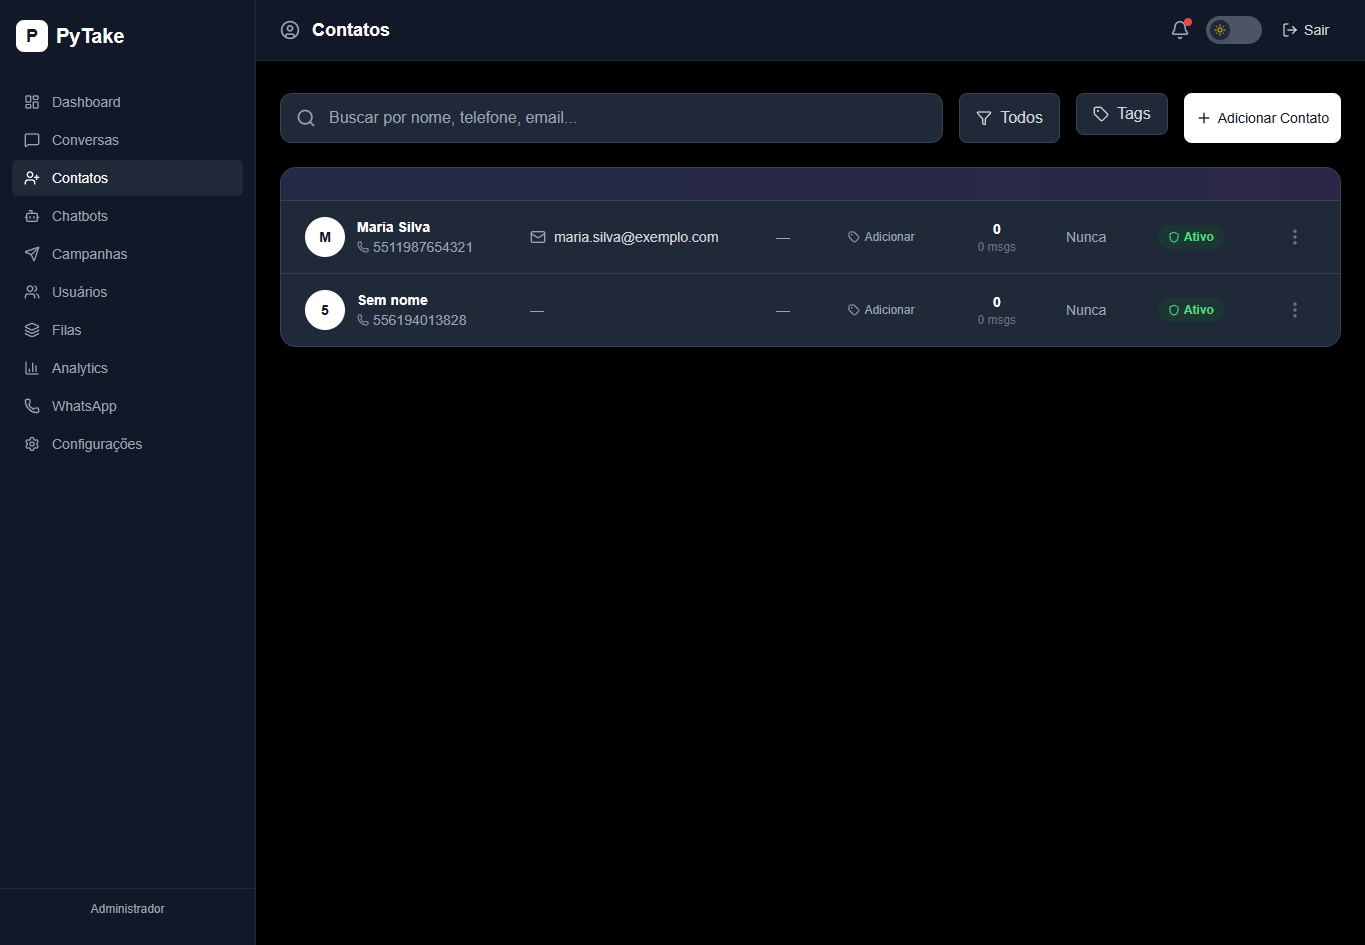 P PyTake
Contatos
Sair
Dashboard
Conversas
Contatos
Chatbots
Campanhas
Usuários
Filas
Analytics
WhatsApp
Configurações
Administrador
Buscar por nome, telefone, email...
Todos
Tags
Adicionar Contato
M
Maria Silva
5511987654321
maria.silva@exemplo.com
—
Adicionar
0
0 msgs
Nunca
Ativo
5
Sem nome
556194013828
—
—
Adicionar
0
0 msgs
Nunca
Ativo